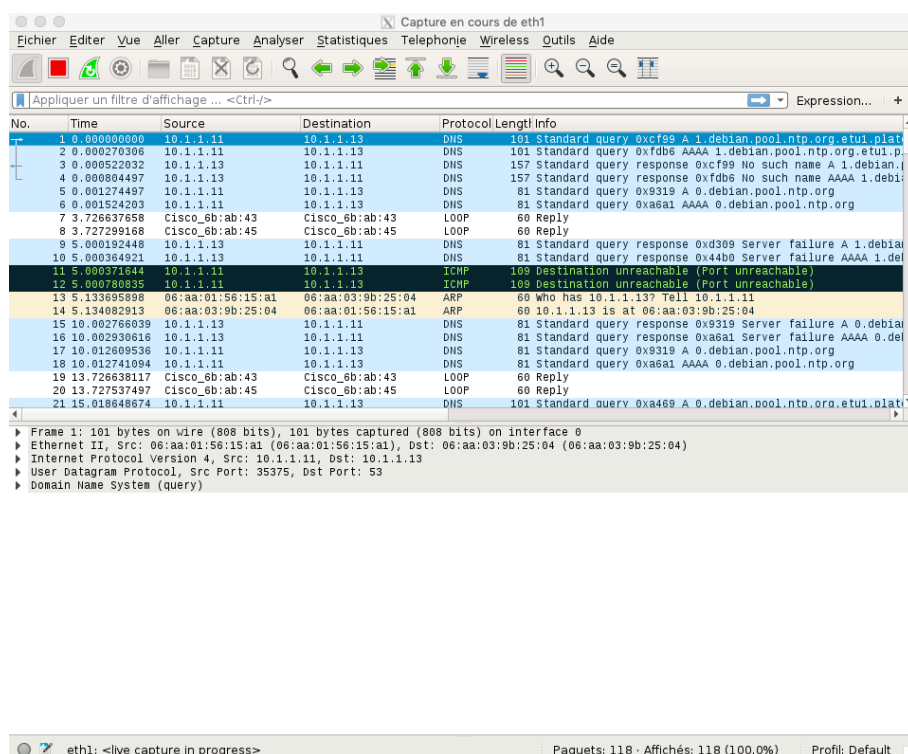 Capture en cours de eth1
Fichier Editer Vue Aller Capture Analyser Statistiques Telephonie Wireless Outils Aide
Appliquer un filtre d'affichage ... <Ctrl-/> Expression... +
No. Time Source Destination Protocol Length Info
1 0.000000000 10.1.1.11 10.1.1.13 DNS 101 Standard query 0xcf99 A 1.debian.pool.ntp.org.etu1.plat
2 0.000270306 10.1.1.11 10.1.1.13 DNS 101 Standard query 0xfdb6 AAAA 1.debian.pool.ntp.org.etu1.p
3 0.000522032 10.1.1.13 10.1.1.11 DNS 157 Standard query response 0xcf99 No such name A 1.debian.
4 0.000804497 10.1.1.13 10.1.1.11 DNS 157 Standard query response 0xfdb6 No such name AAAA 1.debi
5 0.001274497 10.1.1.11 10.1.1.13 DNS 81 Standard query 0x9319 A 0.debian.pool.ntp.org
6 0.001524203 10.1.1.11 10.1.1.13 DNS 81 Standard query 0xa6a1 AAAA 0.debian.pool.ntp.org
7 3.726637658 Cisco_6b:ab:43 Cisco_6b:ab:43 LOOP 60 Reply
8 3.727299168 Cisco_6b:ab:45 Cisco_6b:ab:45 LOOP 60 Reply
9 5.000192448 10.1.1.13 10.1.1.11 DNS 81 Standard query response 0xd309 Server failure A 1.debia
10 5.000364921 10.1.1.13 10.1.1.11 DNS 81 Standard query response 0x44b0 Server failure AAAA 1.de
11 5.000371644 10.1.1.11 10.1.1.13 ICMP 109 Destination unreachable (Port unreachable)
12 5.000780835 10.1.1.11 10.1.1.13 ICMP 109 Destination unreachable (Port unreachable)
13 5.133695898 06:aa:01:56:15:a1 06:aa:03:9b:25:04 ARP 60 Who has 10.1.1.13? Tell 10.1.1.11
14 5.134082913 06:aa:03:9b:25:04 06:aa:01:56:15:a1 ARP 60 10.1.1.13 is at 06:aa:03:9b:25:04
15 10.002766039 10.1.1.13 10.1.1.11 DNS 81 Standard query response 0x9319 Server failure A 0.debia
16 10.002930616 10.1.1.13 10.1.1.11 DNS 81 Standard query response 0xa6a1 Server failure AAAA 0.de
17 10.012609536 10.1.1.11 10.1.1.13 DNS 81 Standard query 0x9319 A 0.debian.pool.ntp.org
18 10.012741094 10.1.1.11 10.1.1.13 DNS 81 Standard query 0xa6a1 AAAA 0.debian.pool.ntp.org
19 13.726638117 Cisco_6b:ab:43 Cisco_6b:ab:43 LOOP 60 Reply
20 13.727537497 Cisco_6b:ab:45 Cisco_6b:ab:45 LOOP 60 Reply
21 15.018648674 10.1.1.11 10.1.1.13 DNS 101 Standard query 0xa469 A 0.debian.pool.ntp.org.etu1.plat
Frame 1: 101 bytes on wire (808 bits), 101 bytes captured (808 bits) on interface 0
Ethernet II, Src: 06:aa:01:56:15:a1 (06:aa:01:56:15:a1), Dst: 06:aa:03:9b:25:04 (06:aa:03:9b:25:04)
Internet Protocol Version 4, Src: 10.1.1.11, Dst: 10.1.1.13
User Datagram Protocol, Src Port: 35375, Dst Port: 53
Domain Name System (query)
eth1: <live capture in progress> Paquets: 118 · Affichés: 118 (100.0%) Profil: Default